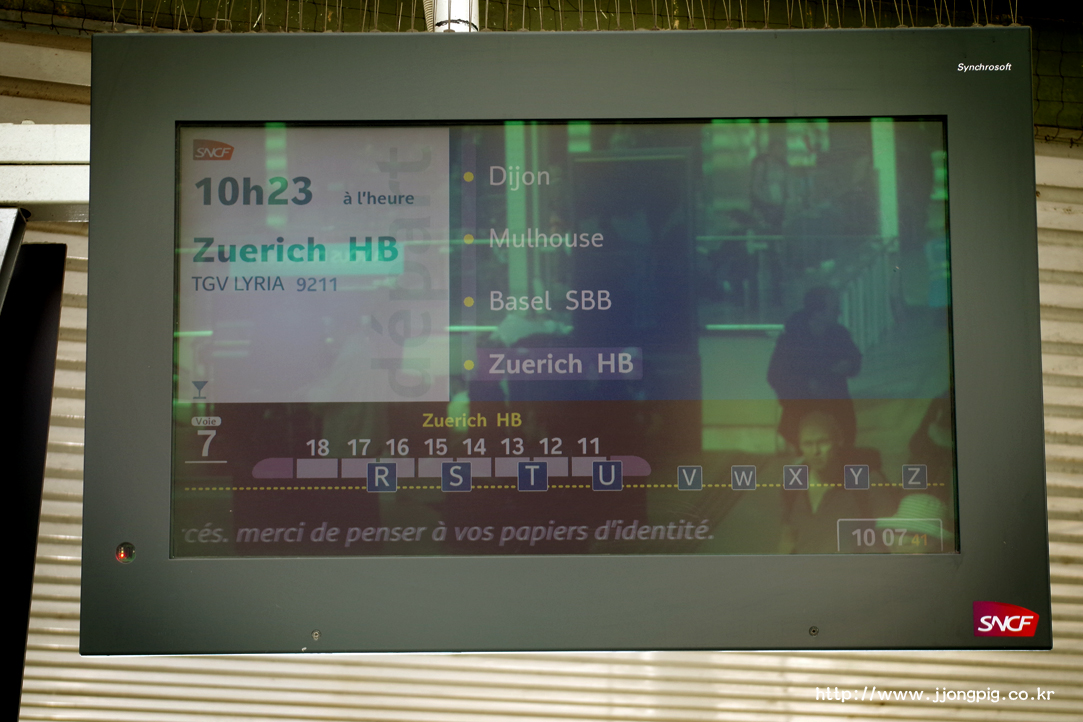 Synchrosoft
SNCF
10h23 à l'heure
Zuerich HB
TGV LYRIA 9211
départ
Dijon
Mulhouse
Basel SBB
Zuerich HB
Voie
7
Zuerich HB
18 17 16 15 14 13 12 11
R S T U V W X Y Z
cés. merci de penser à vos papiers d'identité.
10 07 41
SNCF
http://www.jjongpig.co.kr